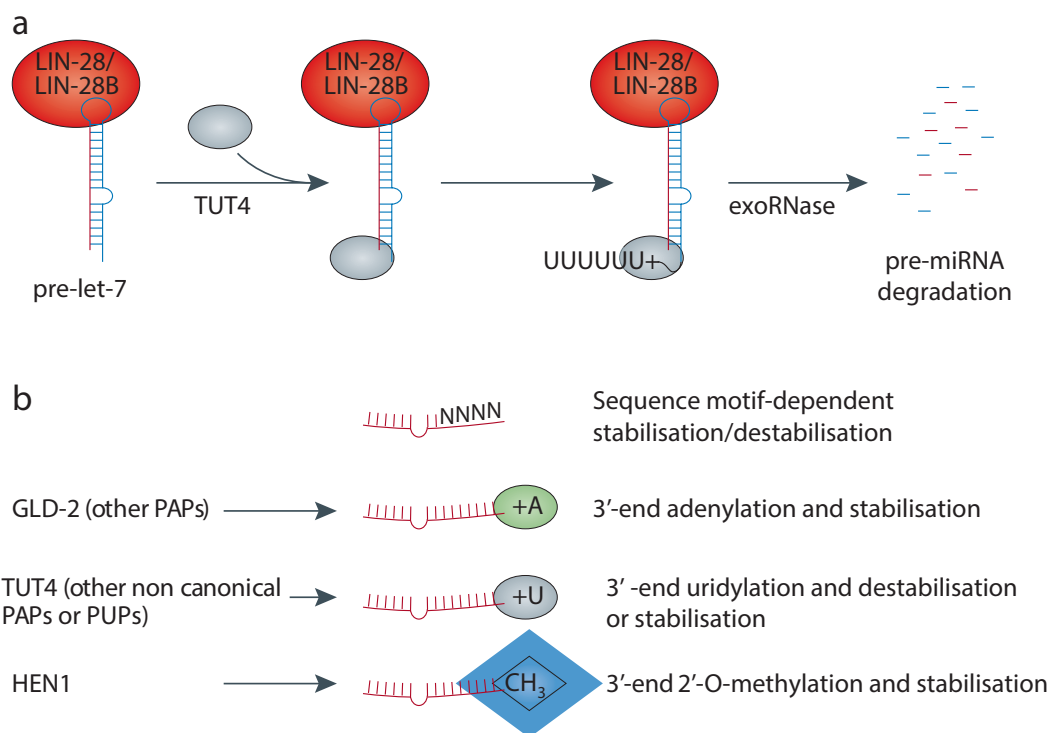 a
LIN-28/
LIN-28B
LIN-28/
LIN-28B
LIN-28/
LIN-28B
TUT4
exoRNase
UUUUUU+
pre-let-7
pre-miRNA
degradation
b
NNNN
Sequence motif-dependent
stabilisation/destabilisation
GLD-2 (other PAPs)
+A
3′-end adenylation and stabilisation
TUT4 (other non canonical
PAPs or PUPs)
+U
3′ -end uridylation and destabilisation
or stabilisation
HEN1
CH3
3′-end 2′-O-methylation and stabilisation